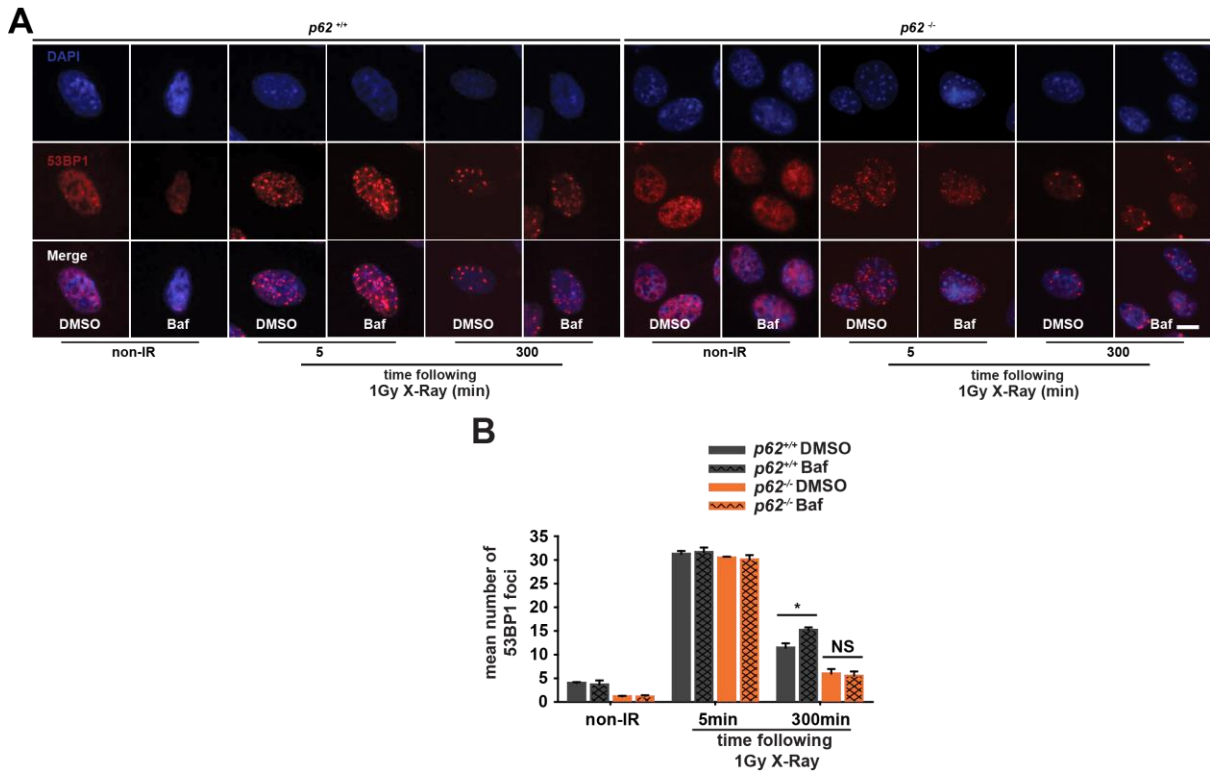 A
p62 +/+
p62 -/-
DAPI
53BP1
Merge
DMSO Baf DMSO Baf DMSO Baf DMSO Baf DMSO Baf DMSO Baf
non-IR 5 300 non-IR 5 300
time following time following
1Gy X-Ray (min) 1Gy X-Ray (min)
B
p62+/+ DMSO
p62+/+ Baf
p62-/- DMSO
p62-/- Baf
mean number of
53BP1 foci
35
30
25
20
15
10
5
0
*
NS
non-IR 5min 300min
time following
1Gy X-Ray